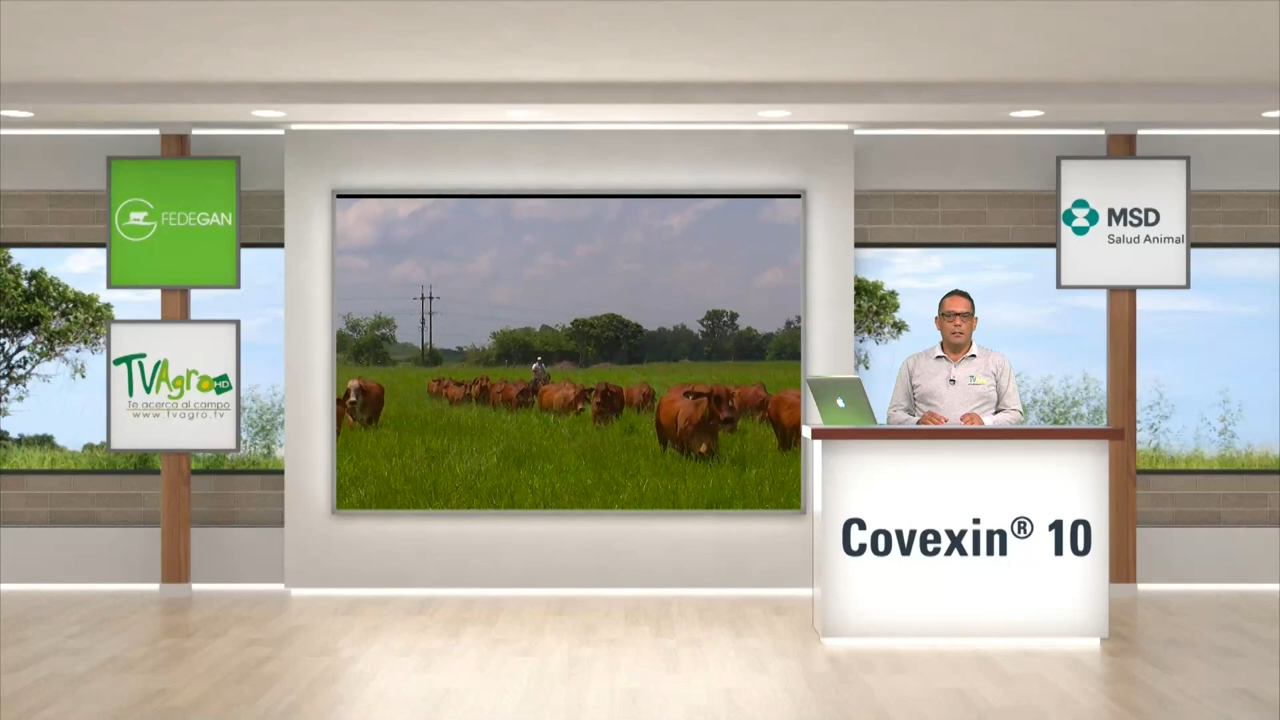 FEDEGAN
TVAgro HD
Te acerca al campo
www.tvagro.tv
MSD
Salud Animal
Covexin® 10